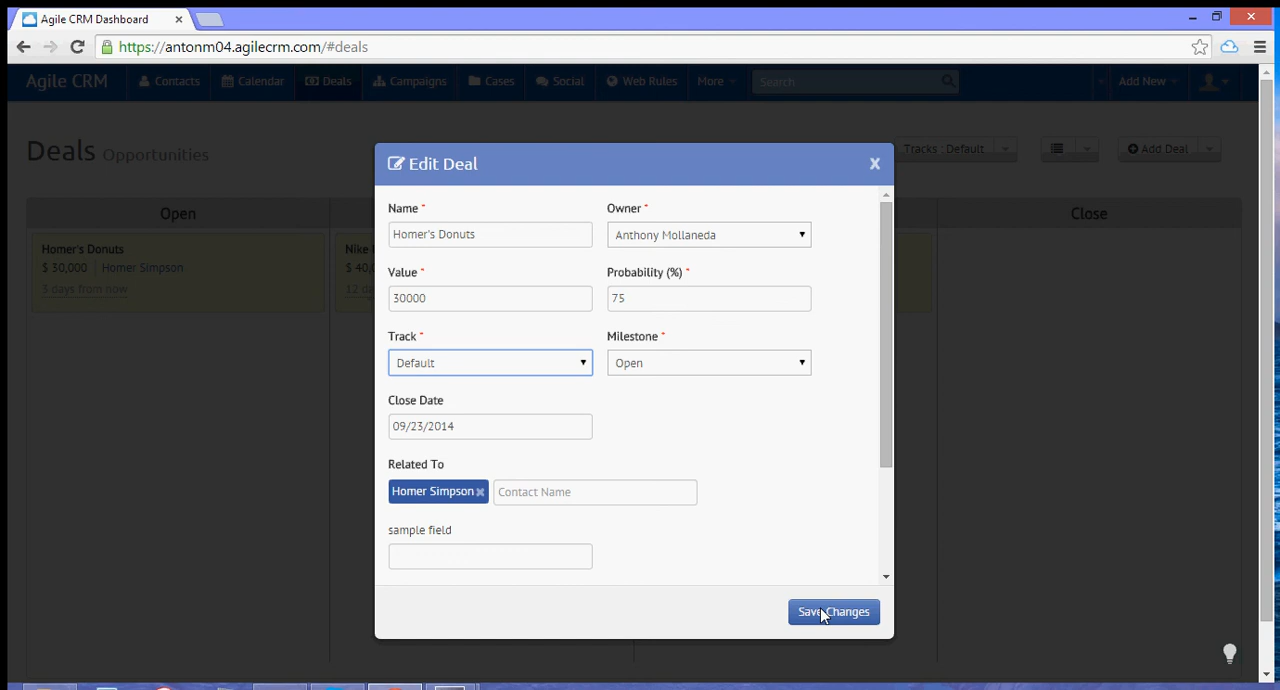 Agile CRM Dashboard
https://antonm04.agilecrm.com/#deals
Agile CRM Contacts Calendar Deals Campaigns Cases Social Web Rules More Search Add New
Deals Opportunities
Tracks : Default Add Deal
Open
Close
Homer's Donuts
$ 30,000 Homer Simpson
3 days from now
Nike
$ 40,
12 d
Edit Deal X
Name * Owner *
Homer's Donuts Anthony Mollaneda
Value * Probability (%) *
30000 75
Track * Milestone *
Default Open
Close Date
09/23/2014
Related To
Homer Simpson x Contact Name
sample field
Save Changes